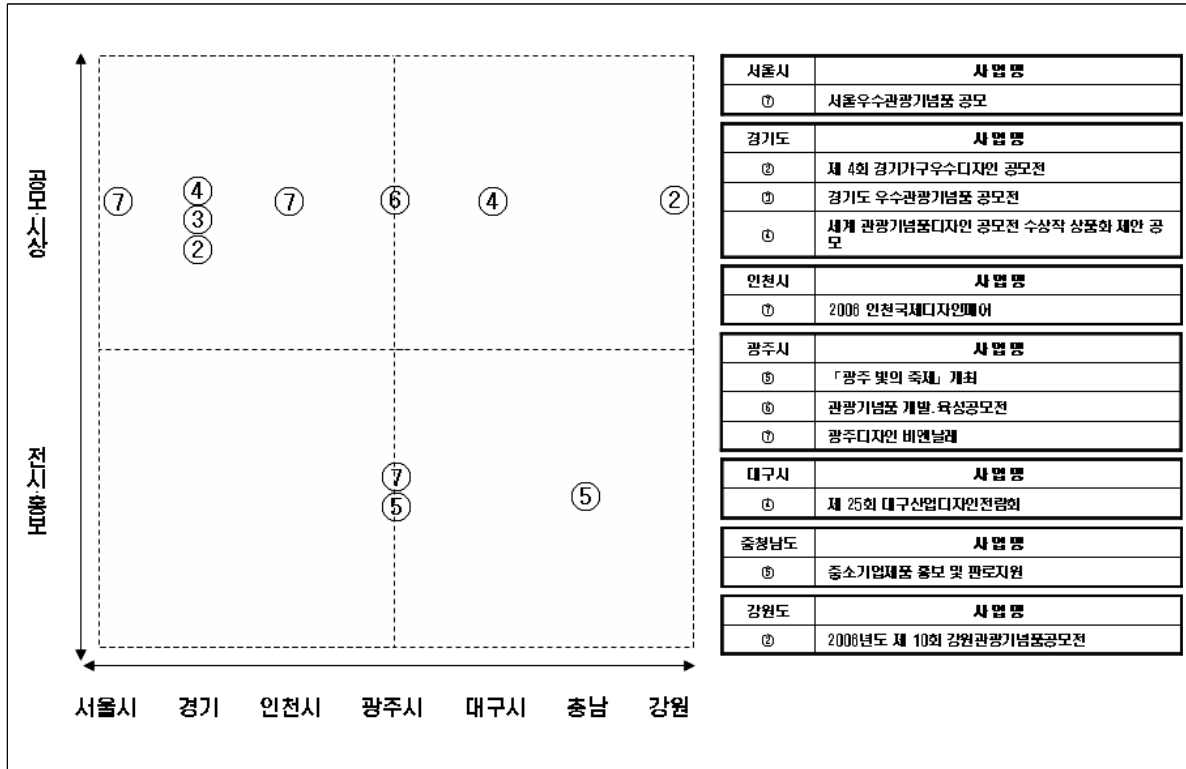 공모·시상
전시·홍보
⑦
④
③
②
⑦
⑥
④
②
⑦
⑤
⑤
서울시 경기 인천시 광주시 대구시 충남 강원
서울시 사업명
⑦ 서울우수관광기념품 공모
경기도 사업명
② 제 4회 경기가구우수디자인 공모전
③ 경기도 우수관광기념품 공모전
④ 세계 관광기념품디자인 공모전 수상작 상품화 제안 공
모
인천시 사업명
⑦ 2006 인천국제디자인페어
광주시 사업명
⑤ 「광주 빛의 축제」 개최
⑥ 관광기념품 개발.육성공모전
⑦ 광주디자인 비엔날레
대구시 사업명
④ 제 25회 대구산업디자인전람회
충청남도 사업명
⑤ 중소기업제품 홍보 및 판로지원
강원도 사업명
② 2006년도 제 10회 강원관광기념품공모전